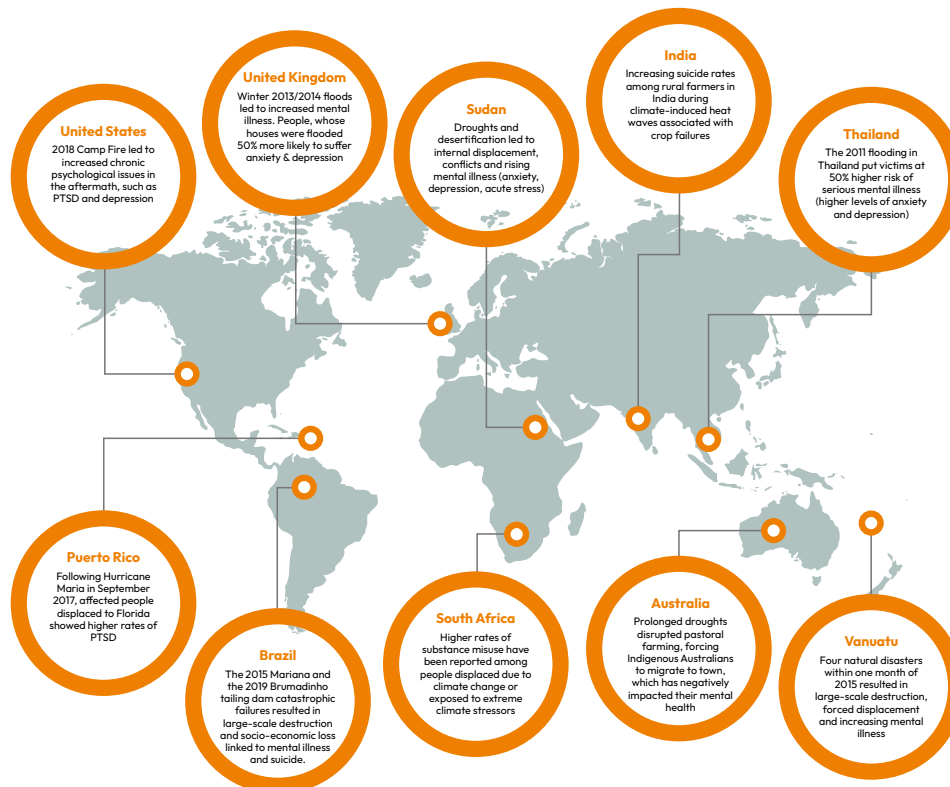 United States
2018 Camp Fire led to
increased chronic
psychological issues in
the aftermath, such as
PTSD and depression
United Kingdom
Winter 2013/2014 floods
led to increased mental
illness. People, whose
houses were flooded
50% more likely to suffer
anxiety & depression
Sudan
Droughts and
desertification led to
internal displacement,
conflicts and rising
mental illness (anxiety,
depression, acute stress)
India
Increasing suicide rates
among rural farmers in
India during
climate-induced heat
waves associated with
crop failures
Thailand
The 2011 flooding in
Thailand put victims at
50% higher risk of
serious mental illness
(higher levels of anxiety
and depression)
Puerto Rico
Following Hurricane
Maria in September
2017, affected people
displaced to Florida
showed higher rates of
PTSD
Brazil
The 2015 Mariana and
the 2019 Brumadinho
tailing dam catastrophic
failures resulted in
large-scale destruction
and socio-economic loss
linked to mental illness
and suicide.
South Africa
Higher rates of
substance misuse have
been reported among
people displaced due to
climate change or
exposed to extreme
climate stressors
Australia
Prolonged droughts
disrupted pastoral
farming, forcing
Indigenous Australians
to migrate to town,
which has negatively
impacted their mental
health
Vanuatu
Four natural disasters
within one month of
2015 resulted in
large-scale destruction,
forced displacement
and increasing mental
illness